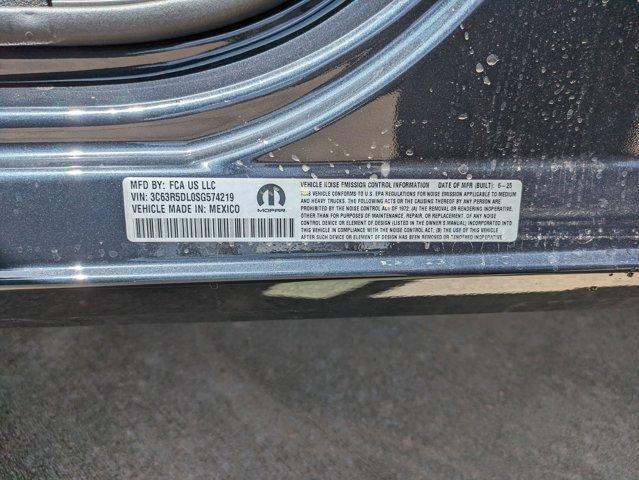 MFD BY: FCA US LLC
VIN: 3C63R5DL0SG574219
VEHICLE MADE IN: MEXICO
MOPAR
VEHICLE NOISE EMISSION CONTROL INFORMATION DATE OF MFR (BUILT): 6-25
THIS VEHICLE CONFORMS TO U.S. EPA REGULATIONS FOR NOISE EMISSION APPLICABLE TO MEDIUM
AND HEAVY TRUCKS. THE FOLLOWING ACTS OR THE CAUSING THEREOF BY ANY PERSON ARE
PROHIBITED BY THE NOISE CONTROL ACT OF 1972: (A) THE REMOVAL OR RENDERING INOPERATIVE,
OTHER THAN FOR PURPOSES OF MAINTENANCE, REPAIR, OR REPLACEMENT, OF ANY NOISE
CONTROL DEVICE OR ELEMENT OF DESIGN (LISTED IN THE OWNER'S MANUAL) INCORPORATED INTO
THIS VEHICLE IN COMPLIANCE WITH THE NOISE CONTROL ACT; (B) THE USE OF THIS VEHICLE
AFTER SUCH DEVICE OR ELEMENT OF DESIGN HAS BEEN REMOVED OR RENDERED INOPERATIVE.